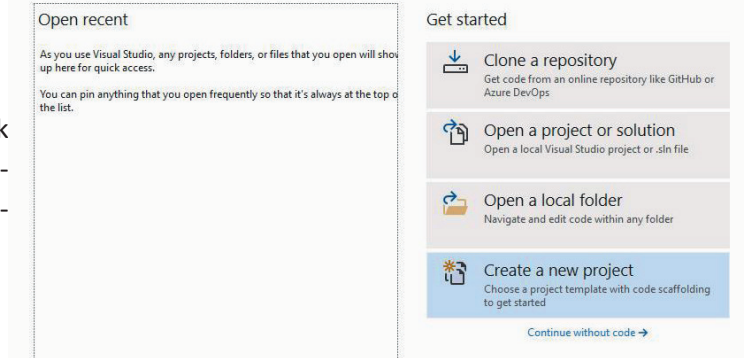 Open recent
As you use Visual Studio, any projects, folders, or files that you open will show
up here for quick access.
You can pin anything that you open frequently so that it's always at the top o
the list.
k
-
-
Get started
Clone a repository
Get code from an online repository like GitHub or
Azure DevOps
Open a project or solution
Open a local Visual Studio project or .sln file
Open a local folder
Navigate and edit code within any folder
Create a new project
Choose a project template with code scaffolding
to get started
Continue without code →